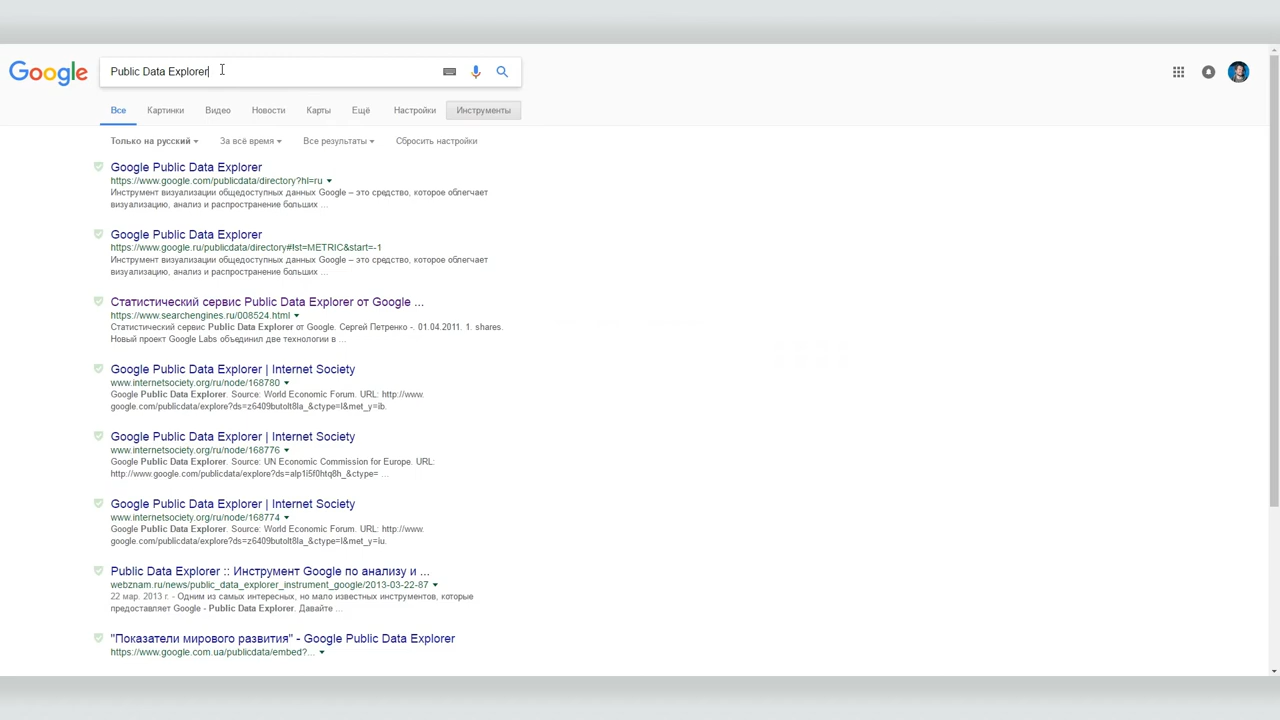 Google
Public Data Explorer
Все Картинки Видео Новости Карты Ещё Настройки Инструменты
Только на русский За всё время Все результаты Сбросить настройки
Google Public Data Explorer
https://www.google.com/publicdata/directory?hl=ru
Инструмент визуализации общедоступных данных Google – это средство, которое облегчает
визуализацию, анализ и распространение больших ...
Google Public Data Explorer
https://www.google.ru/publicdata/directory#!st=METRIC&start=-1
Инструмент визуализации общедоступных данных Google – это средство, которое облегчает
визуализацию, анализ и распространение больших ...
Статистический сервис Public Data Explorer от Google ...
https://www.searchengines.ru/008524.html
Статистический сервис Public Data Explorer от Google. Сергей Петренко -. 01.04.2011. 1. shares.
Новый проект Google Labs объединил две технологии в ...
Google Public Data Explorer | Internet Society
www.internetsociety.org/ru/node/168780
Google Public Data Explorer. Source: World Economic Forum. URL: http://www.
google.com/publicdata/explore?ds=z6409butolt8la_&ctype=l&met_y=ib.
Google Public Data Explorer | Internet Society
www.internetsociety.org/ru/node/168776
Google Public Data Explorer. Source: UN Economic Commission for Europe. URL:
http://www.google.com/publicdata/explore?ds=alp1i5f0htq8h_&ctype= ...
Google Public Data Explorer | Internet Society
www.internetsociety.org/ru/node/168774
Google Public Data Explorer. Source: World Economic Forum. URL: http://www.
google.com/publicdata/explore?ds=z6409butolt8la_&ctype=l&met_y=iu.
Public Data Explorer :: Инструмент Google по анализу и ...
webznam.ru/news/public_data_explorer_instrument_google/2013-03-22-87
22 мар. 2013 г. - Одним из самых интересных, но мало известных инструментов, которые
предоставляет Google - Public Data Explorer. Давайте ...
"Показатели мирового развития" - Google Public Data Explorer
https://www.google.com.ua/publicdata/embed?...